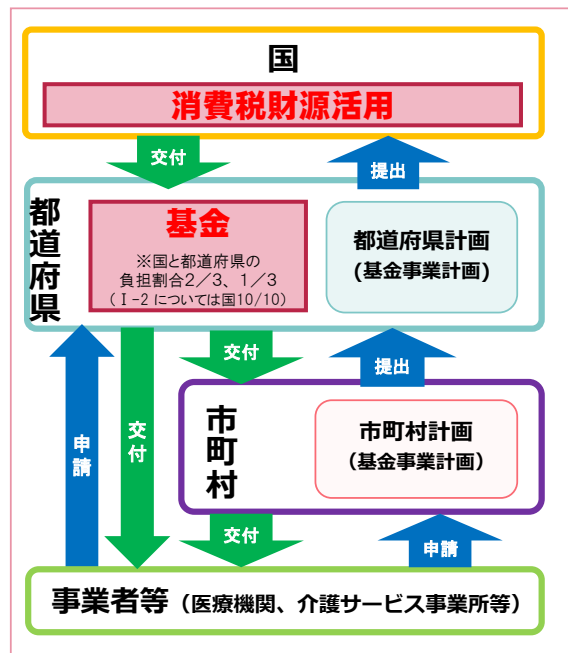 国
消費税財源活用
交付
提出
都道府県
基金
※国と都道府県の
負担割合2／3、1／3
（Ⅰ-2 については国10/10）
都道府県計画
(基金事業計画)
交付
提出
申請
交付
市町村
市町村計画
（基金事業計画）
交付
申請
事業者等（医療機関、介護サービス事業所等）